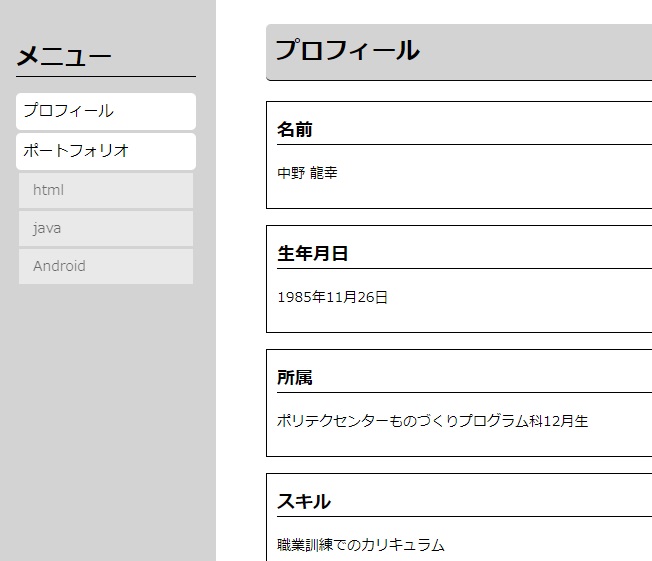 メニュー
プロフィール
ポートフォリオ
html
java
Android
プロフィール
名前
中野 龍幸
生年月日
1985年11月26日
所属
ポリテクセンターものづくりプログラム科12月生
スキル
職業訓練でのカリキュラム